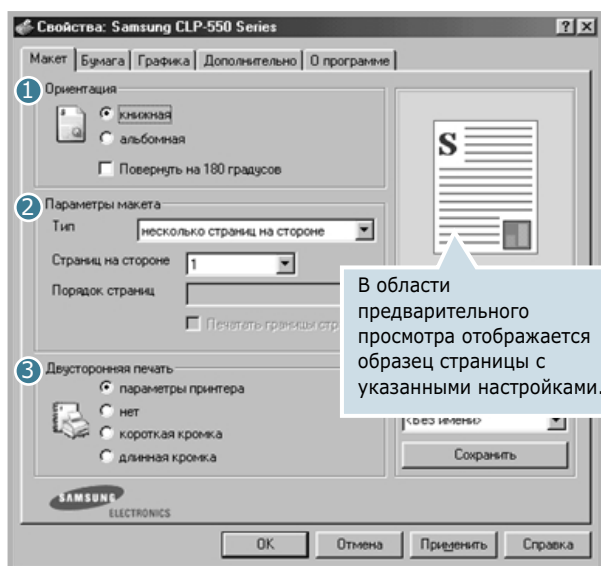 Свойства: Samsung CLP-550 Series
Макет Бумага Графика Дополнительно О программе
1 Ориентация
книжная
альбомная
Повернуть на 180 градусов
S
2 Параметры макета
Тип несколько страниц на стороне
Страниц на стороне 1
Порядок страниц
Печатать границы стр
В области
предварительного
просмотра отображается
образец страницы с
указанными настройками.
3 Двусторонняя печать
параметры принтера
нет
короткая кромка
длинная кромка
<без имени>
Сохранить
SAMSUNG
ELECTRONICS
OK Отмена Применить Справка